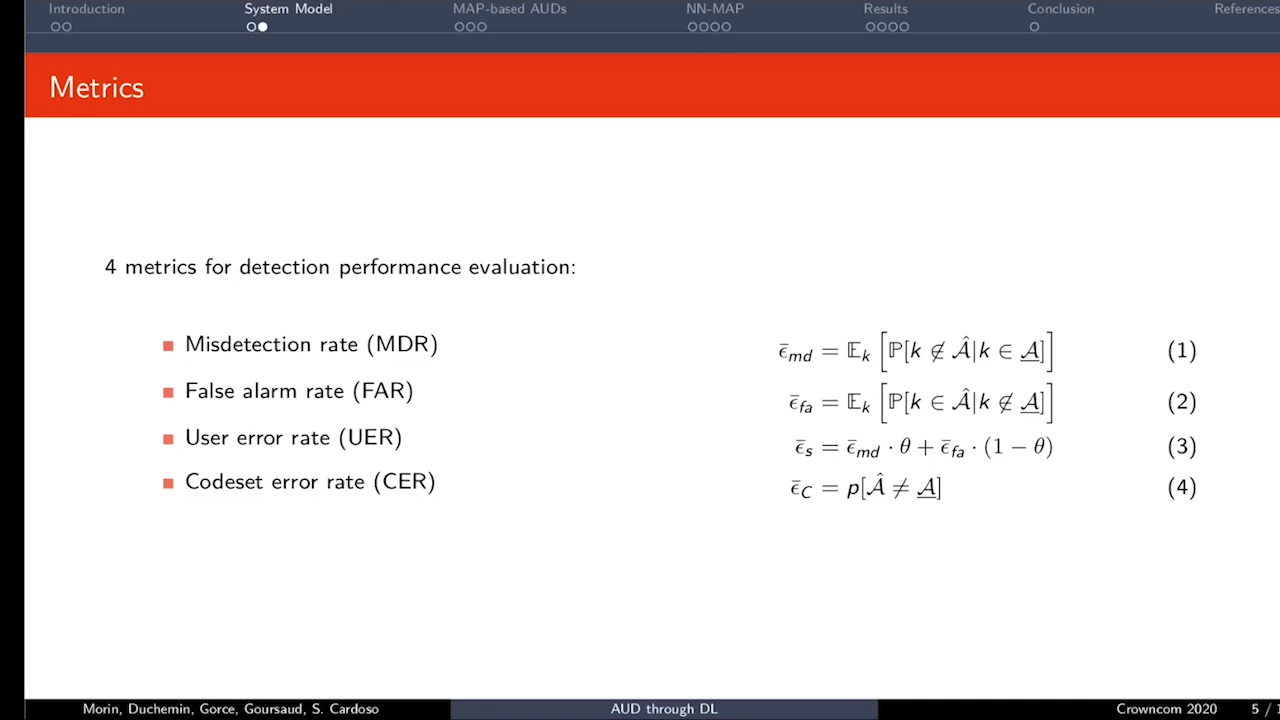 Introduction System Model MAP-based AUDs NN-MAP Results Conclusion References
Metrics
4 metrics for detection performance evaluation:
Misdetection rate (MDR)
False alarm rate (FAR)
User error rate (UER)
Codeset error rate (CER)
ϵ̄_md = 𝔼_k [ℙ[k ∉ 𝒜̂|k ∈ 𝒜̲]] (1)
ϵ̄_fa = 𝔼_k [ℙ[k ∈ 𝒜̂|k ∉ 𝒜̲]] (2)
ϵ̄_s = ϵ̄_md · θ + ϵ̄_fa · (1 − θ) (3)
ϵ̄_C = p[𝒜̂ ≠ 𝒜̲] (4)
Morin, Duchemin, Gorce, Goursaud, S. Cardoso AUD through DL Crowncom 2020 5 /